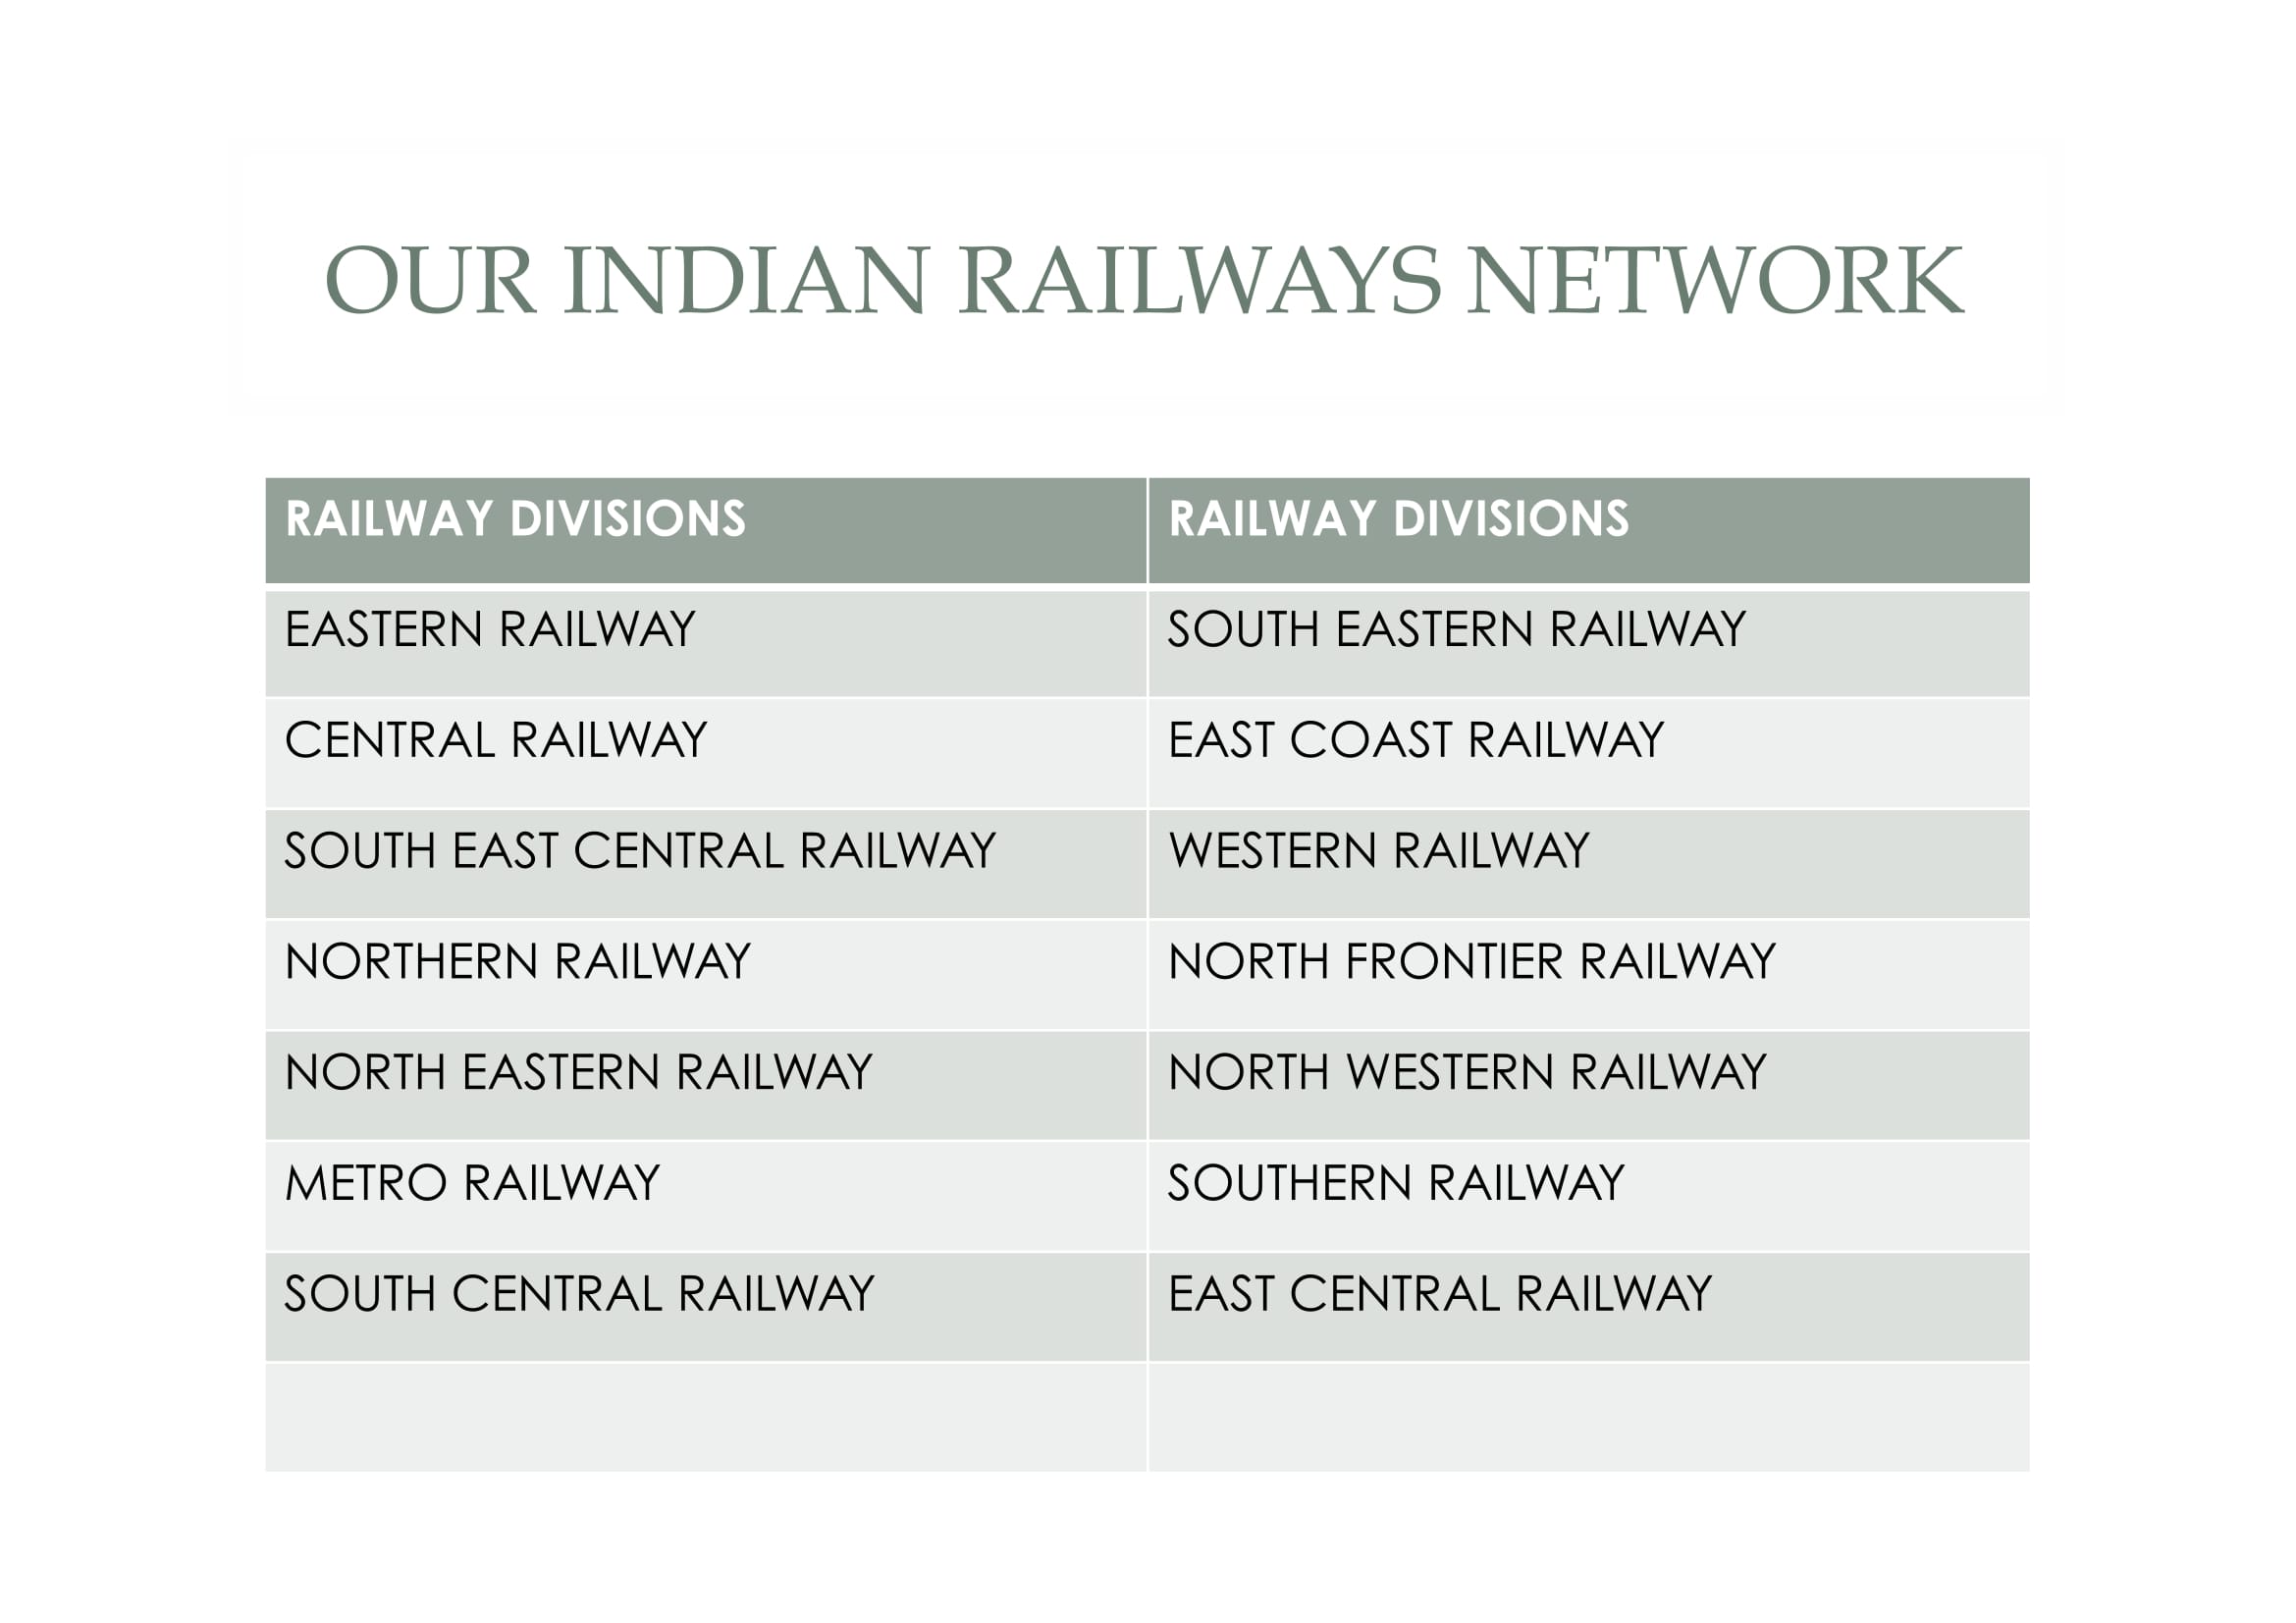 OUR INDIAN RAILWAYS NETWORK
RAILWAY DIVISIONS RAILWAY DIVISIONS
EASTERN RAILWAY SOUTH EASTERN RAILWAY
CENTRAL RAILWAY EAST COAST RAILWAY
SOUTH EAST CENTRAL RAILWAY WESTERN RAILWAY
NORTHERN RAILWAY NORTH FRONTIER RAILWAY
NORTH EASTERN RAILWAY NORTH WESTERN RAILWAY
METRO RAILWAY SOUTHERN RAILWAY
SOUTH CENTRAL RAILWAY EAST CENTRAL RAILWAY